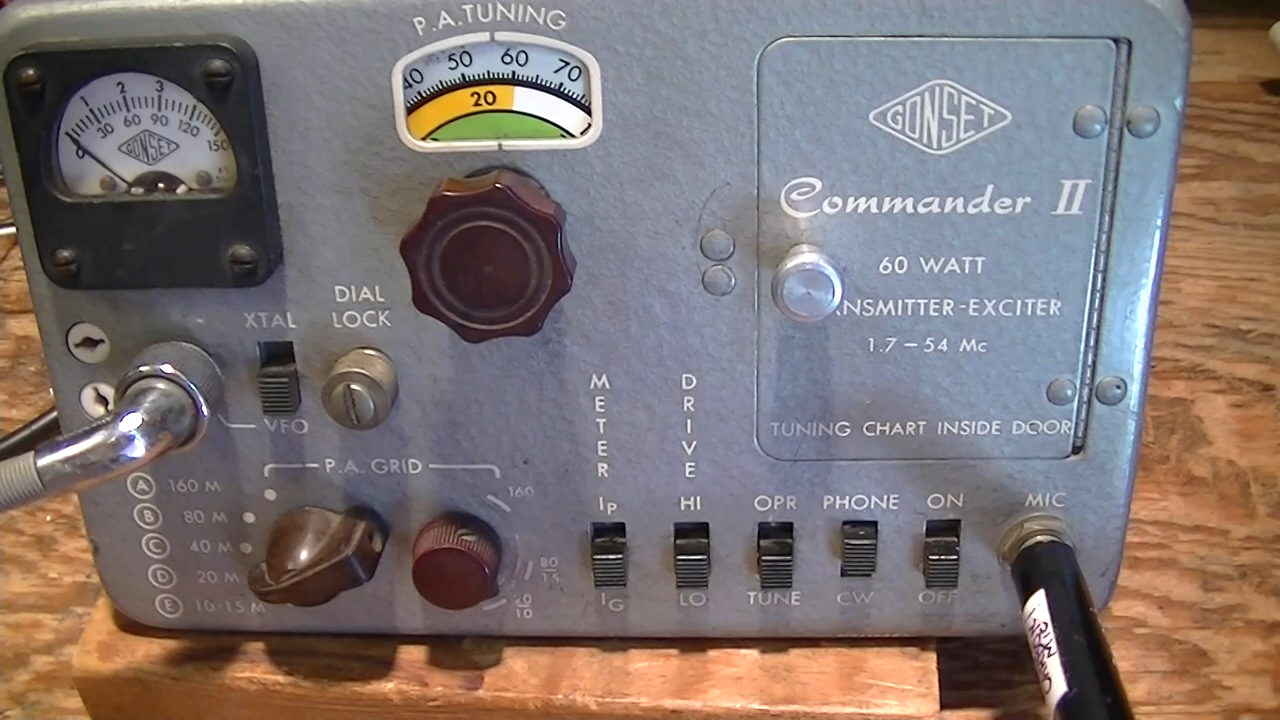 P.A. TUNING
40 50 60 70
20
0 1 2 3
30 60 90 120 150
GONSET
GONSET
Commander II
60 WATT
ANSMITTER-EXCITER
1.7 – 54 Mc
TUNING CHART INSIDE DOOR
XTAL
DIAL
LOCK
VFO
P.A. GRID
A 160 M
B 80 M
C 40 M
D 20 M
E 10-15 M
160
80
15
20
10
METER
IP
IG
DRIVE
HI
LO
OPR
TUNE
PHONE
CW
ON
OFF
MIC